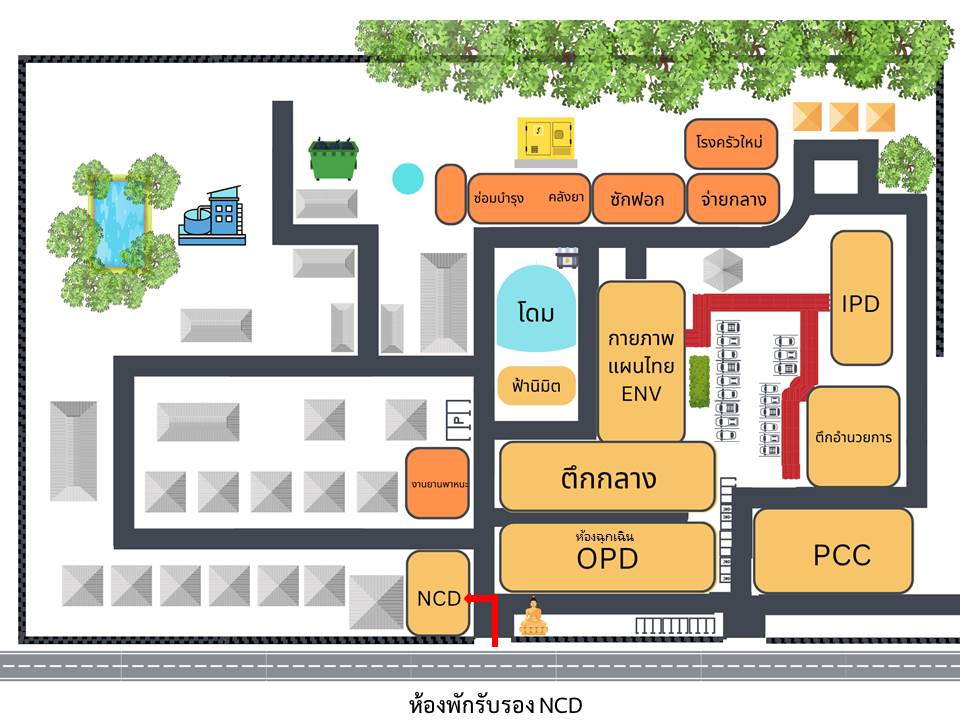 โรงครัวใหม่
ซ่อมบำรุง
คลังยา
ซักฟอก
จ่ายกลาง
โดม
IPD
กายภาพ
แผนไทย
ENV
ฟ้านิมิต
P
ตึกอำนวยการ
ตึกกลาง
งานยานพาหนะ
ห้องฉุกเฉิน
OPD
PCC
NCD
ห้องพักรับรอง NCD